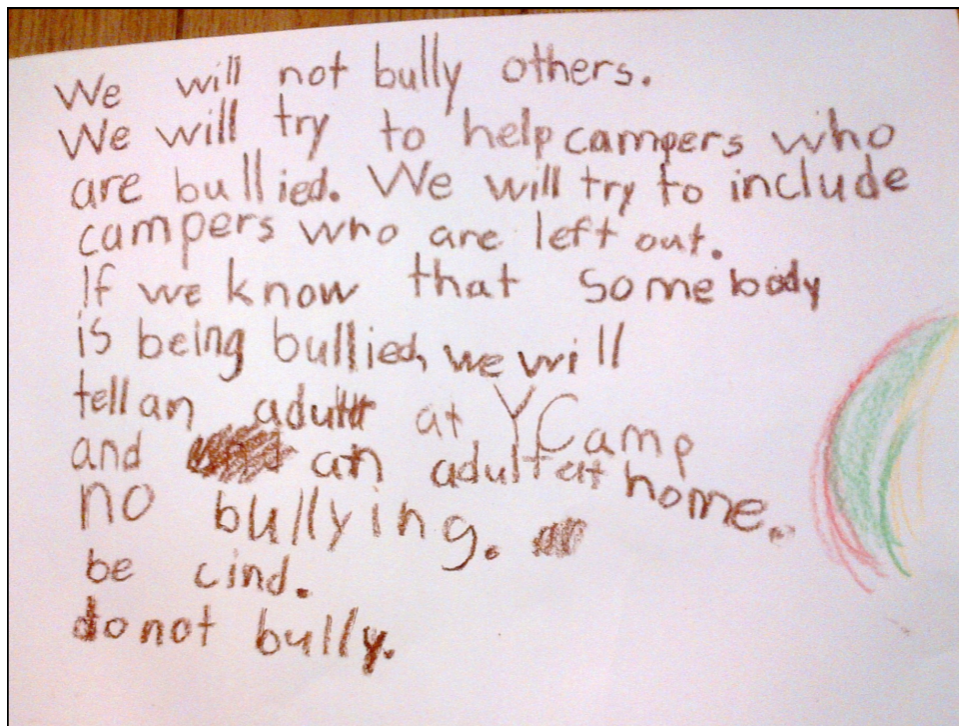 We will not bully others.
We will try to help campers who
are bullied. We will try to include
campers who are left out.
If we know that somebody
is being bullied, we will
tell an adult at Y Camp
and an adult at home.
no bullying.
be cind.
do not bully.